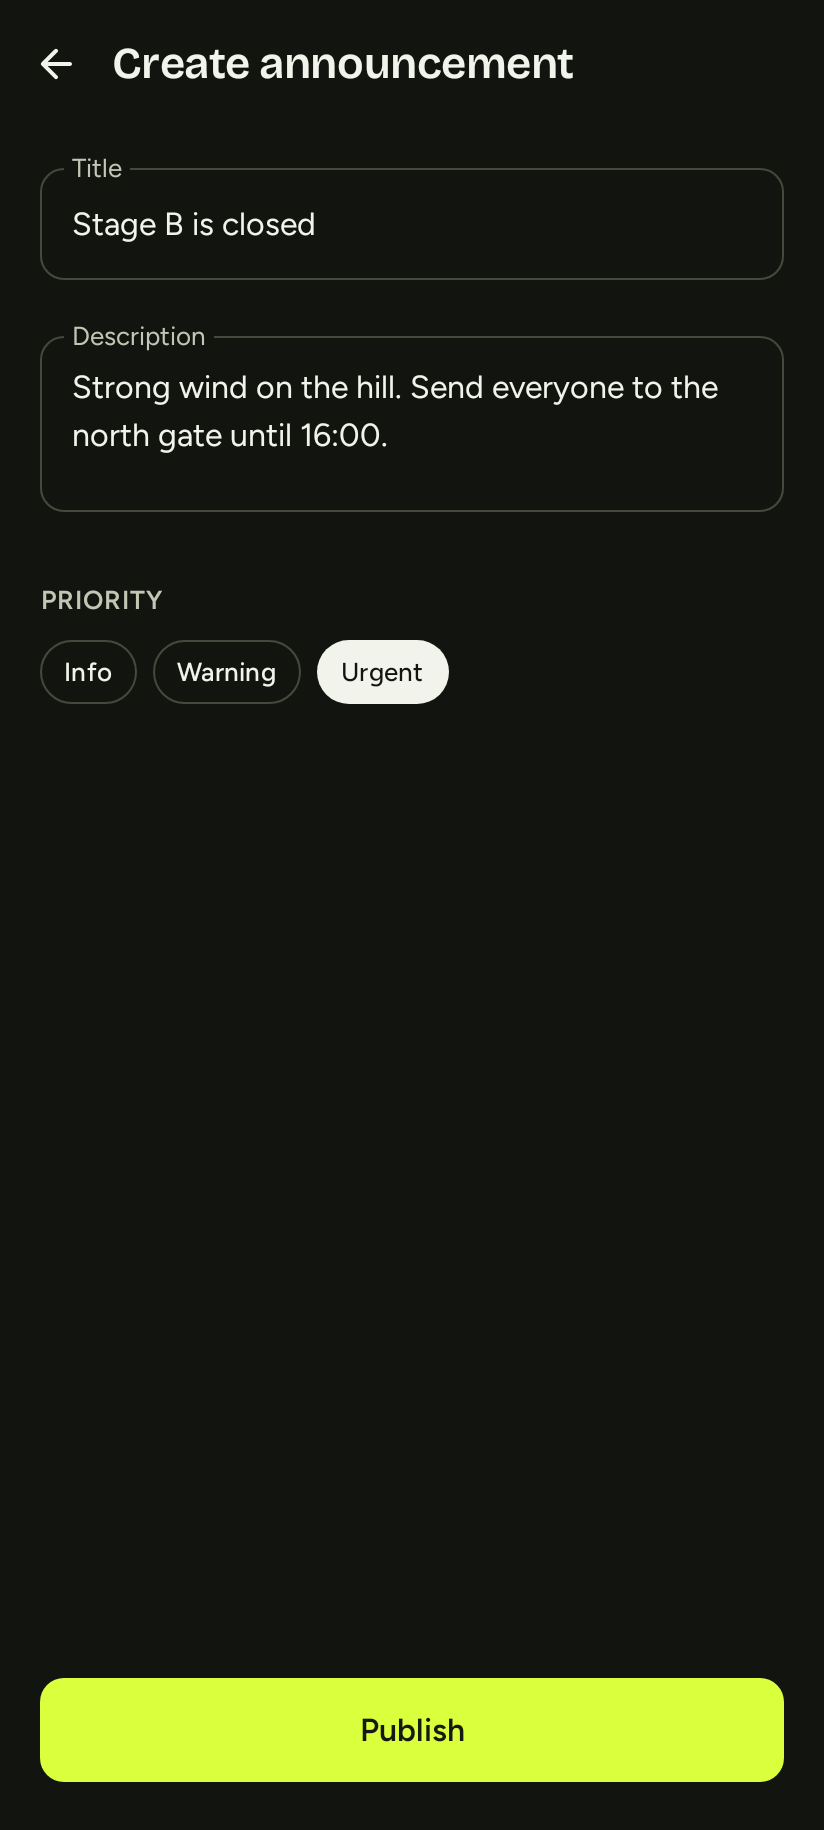 Create announcement
Title
Stage B is closed
Description
Strong wind on the hill. Send everyone to the
north gate until 16:00.
PRIORITY
Info
Warning
Urgent
Publish